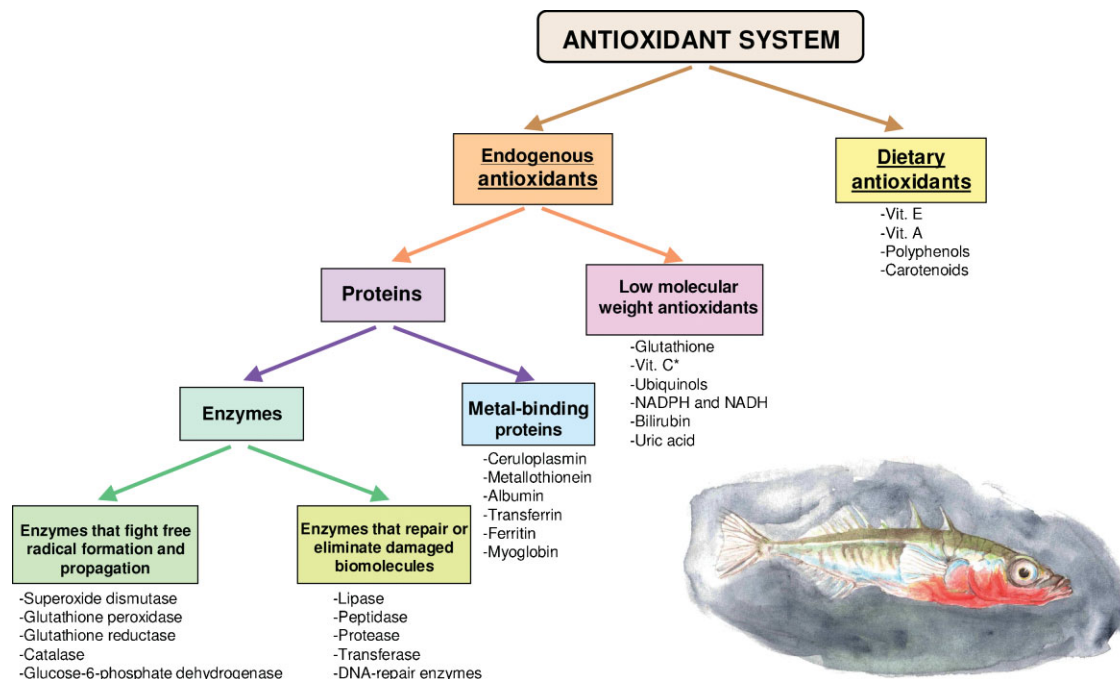 ANTIOXIDANT SYSTEM
Endogenous
antioxidants
Dietary
antioxidants
-Vit. E
-Vit. A
-Polyphenols
-Carotenoids
Proteins
Low molecular
weight antioxidants
-Glutathione
-Vit. C*
-Ubiquinols
-NADPH and NADH
-Bilirubin
-Uric acid
Enzymes
Metal-binding
proteins
-Ceruloplasmin
-Metallothionein
-Albumin
-Transferrin
-Ferritin
-Myoglobin
Enzymes that fight free
radical formation and
propagation
-Superoxide dismutase
-Glutathione peroxidase
-Glutathione reductase
-Catalase
-Glucose-6-phosphate dehydrogenase
Enzymes that repair or
eliminate damaged
biomolecules
-Lipase
-Peptidase
-Protease
-Transferase
-DNA-repair enzymes